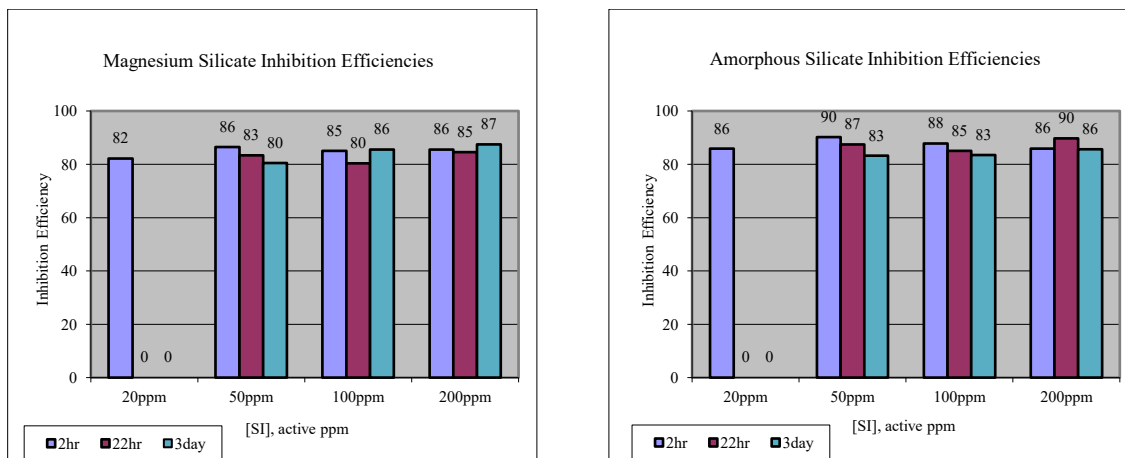 Magnesium Silicate Inhibition Efficiencies
Inhibition Efficiency
100
80
60
40
20
0
82
0 0
86 83 80
85 80 86
86 85 87
20ppm 50ppm 100ppm 200ppm
[SI], active ppm
2hr 22hr 3day
Amorphous Silicate Inhibition Efficiencies
Inhibition Efficiency
100
80
60
40
20
0
86
0 0
90 87 83
88 85 83
86 90 86
20ppm 50ppm 100ppm 200ppm
[SI], active ppm
2hr 22hr 3day